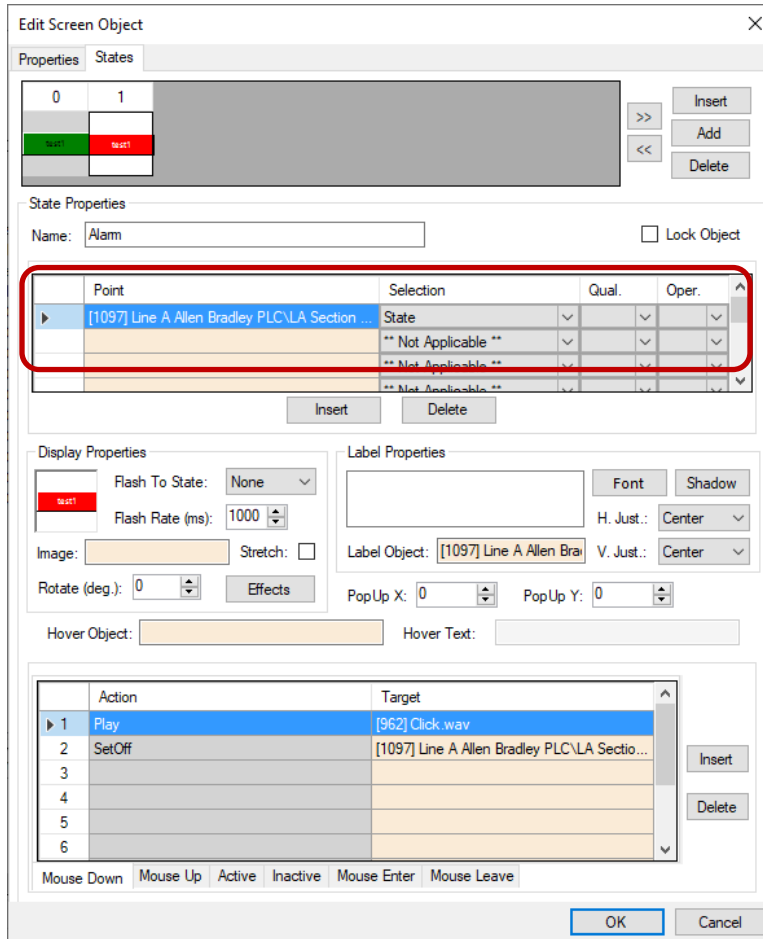 Edit Screen Object
Properties States
0 1
>> Insert
<< Add
Delete
test1 test1
State Properties
Name: Alarm Lock Object
Point Selection Qual. Oper.
[1097] Line A Allen Bradley PLC\LA Section ... State
** Not Applicable **
** Not Applicable **
** Not Applicable **
Insert Delete
Display Properties
Flash To State: None
test1
Flash Rate (ms): 1000
Image: Stretch:
Rotate (deg.): 0 Effects
Label Properties
Font Shadow
H. Just.: Center
Label Object: [1097] Line A Allen Bra V. Just.: Center
PopUp X: 0 PopUp Y: 0
Hover Object: Hover Text:
Action Target
1 Play [962] Click.wav
2 SetOff [1097] Line A Allen Bradley PLC\LA Sectio...
3
4
5
6
Insert
Delete
Mouse Down Mouse Up Active Inactive Mouse Enter Mouse Leave
OK Cancel